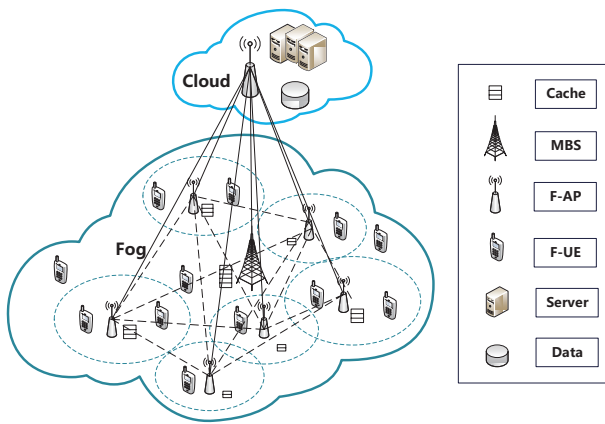 Cloud
Fog
Cache
MBS
F-AP
F-UE
Server
Data